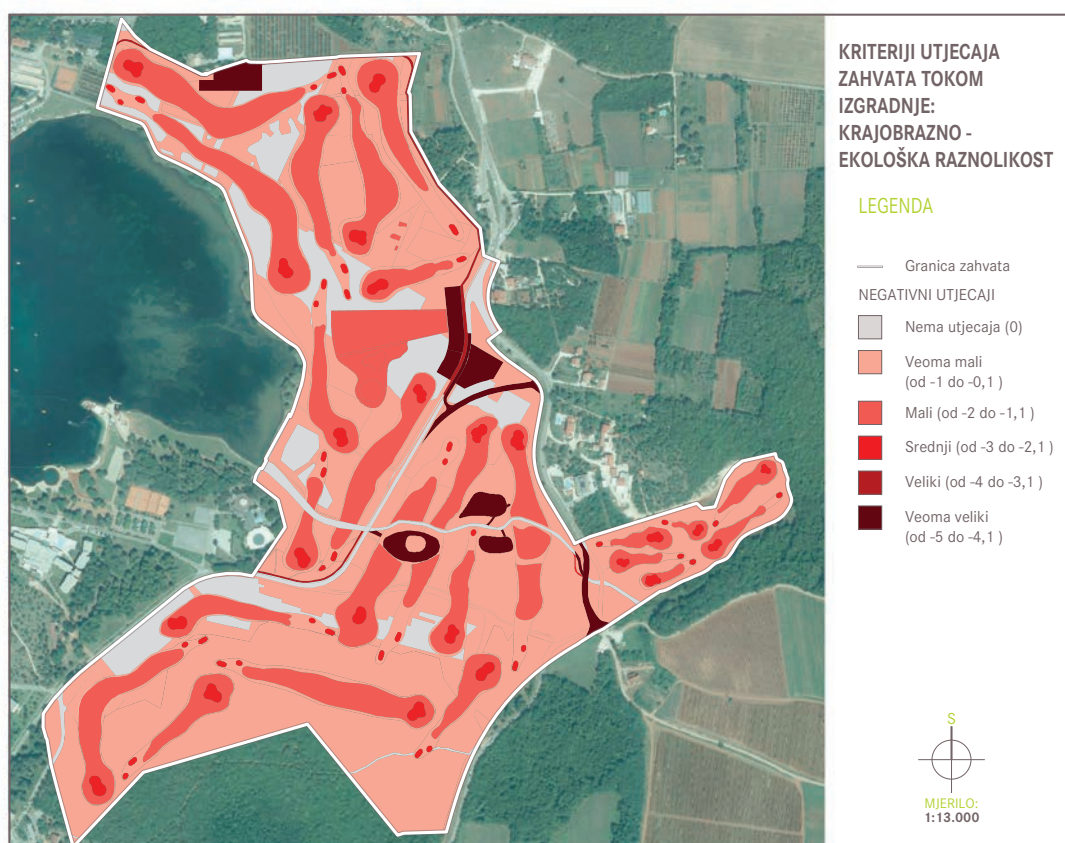 KRITERIJI UTJECAJA
ZAHVATA TOKOM
IZGRADNJE:
KRAJOBRAZNO -
EKOLOŠKA RAZNOLIKOST
LEGENDA
Granica zahvata
NEGATIVNI UTJECAJI
Nema utjecaja (0)
Veoma mali
(od -1 do -0,1 )
Mali (od -2 do -1,1 )
Srednji (od -3 do -2,1 )
Veliki (od -4 do -3,1 )
Veoma veliki
(od -5 do -4,1 )
S
MJERILO:
1:13.000